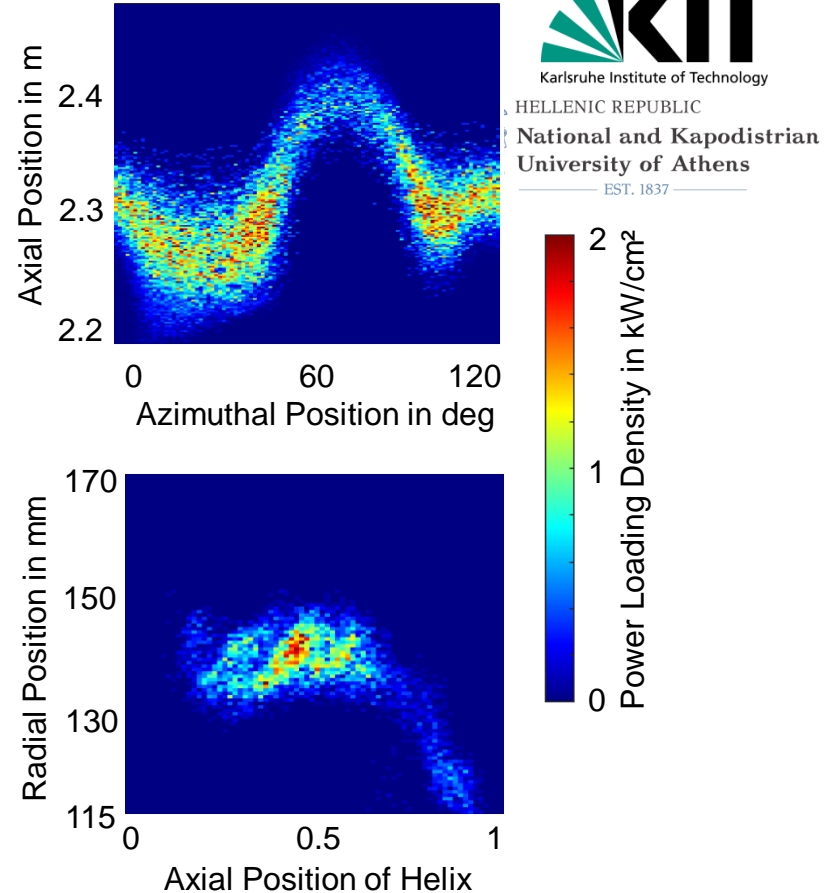 KIT
Karlsruhe Institute of Technology
HELLENIC REPUBLIC
National and Kapodistrian
University of Athens
EST. 1837
Axial Position in m
2.4
2.3
2.2
0 60 120
Azimuthal Position in deg
2
1
0
Power Loading Density in kW/cm²
Radial Position in mm
170
150
130
115
0 0.5 1
Axial Position of Helix